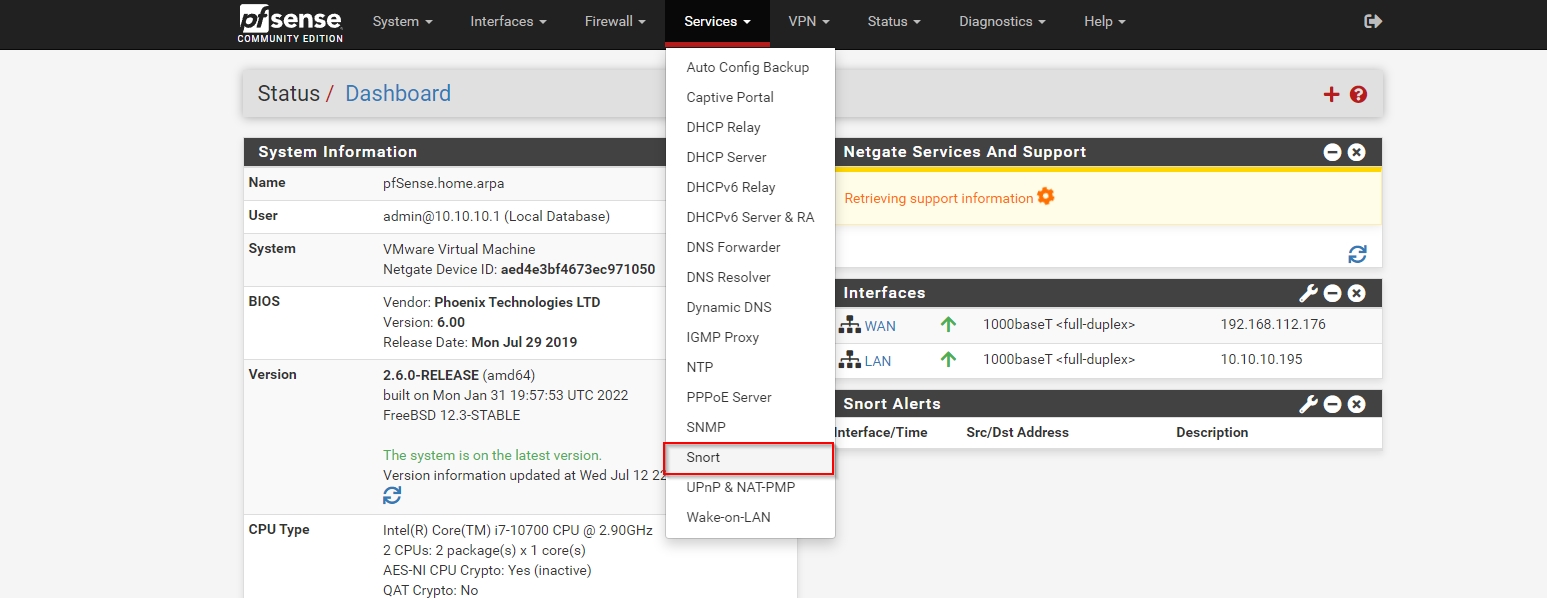 pfsense
COMMUNITY EDITION
System
Interfaces
Firewall
Services
VPN
Status
Diagnostics
Help
Auto Config Backup
Captive Portal
DHCP Relay
DHCP Server
DHCPv6 Relay
DHCPv6 Server & RA
DNS Forwarder
DNS Resolver
Dynamic DNS
IGMP Proxy
NTP
PPPoE Server
SNMP
Snort
UPnP & NAT-PMP
Wake-on-LAN
Status / Dashboard
System Information
Name pfSense.home.arpa
User admin@10.10.10.1 (Local Database)
System VMware Virtual Machine
Netgate Device ID: aed4e3bf4673ec971050
BIOS Vendor: Phoenix Technologies LTD
Version: 6.00
Release Date: Mon Jul 29 2019
Version 2.6.0-RELEASE (amd64)
built on Mon Jan 31 19:57:53 UTC 2022
FreeBSD 12.3-STABLE
The system is on the latest version.
Version information updated at Wed Jul 12 22
CPU Type Intel(R) Core(TM) i7-10700 CPU @ 2.90GHz
2 CPUs: 2 package(s) x 1 core(s)
AES-NI CPU Crypto: Yes (inactive)
QAT Crypto: No
Netgate Services And Support
Retrieving support information
Interfaces
WAN 1000baseT <full-duplex> 192.168.112.176
LAN 1000baseT <full-duplex> 10.10.10.195
Snort Alerts
Interface/Time Src/Dst Address Description